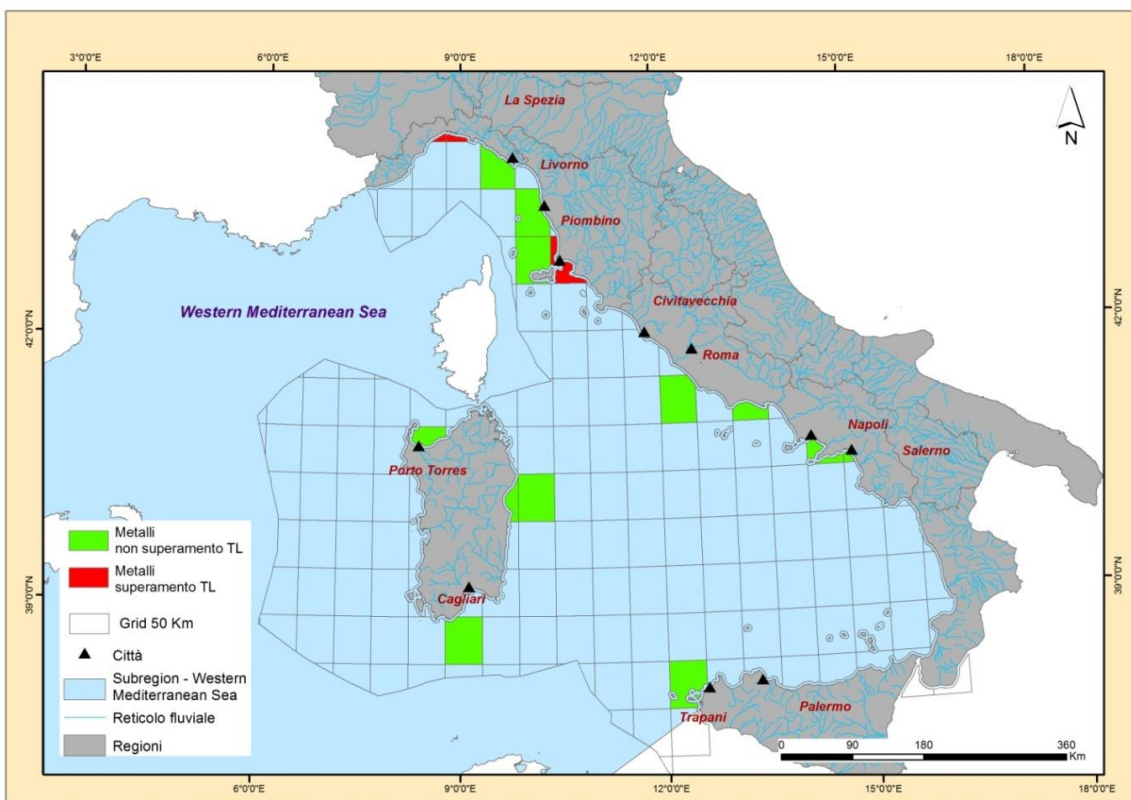 3°0'0"E 6°0'0"E 9°0'0"E 12°0'0"E 15°0'0"E 18°0'0"E
La Spezia
N
Livorno
Piombino
Western Mediterranean Sea
Civitavecchia
42°0'0"N
42°0'0"N
Roma
Napoli
Salerno
Porto Torres
Metalli
non superamento TL
Metalli
superamento TL
39°0'0"N
39°0'0"N
Cagliari
Grid 50 Km
Città
Subregion - Western
Mediterranean Sea
Reticolo fluviale
Regioni
Trapani
Palermo
0 90 180 360
Km
6°0'0"E 9°0'0"E 12°0'0"E 15°0'0"E 18°0'0"E